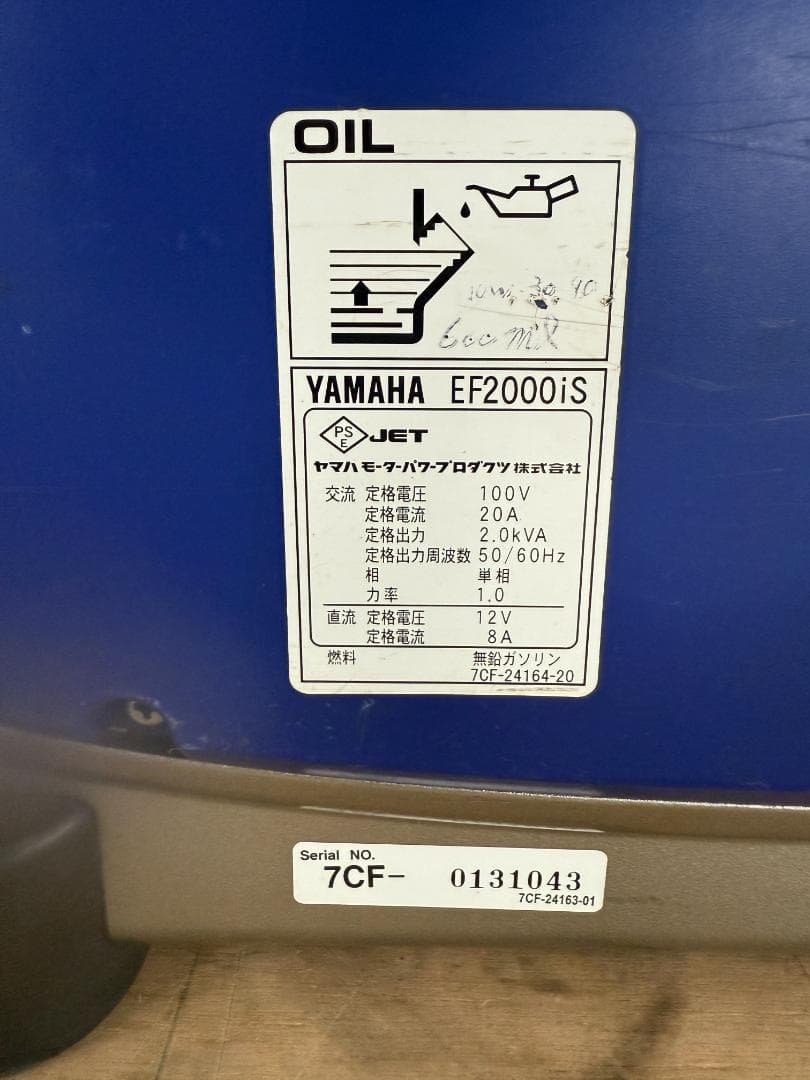 OIL
10W-30 90
600 ml
YAMAHA EF2000iS
PS
E
JET
ヤマハモーターパワープロダクツ株式会社
交流 定格電圧 100V
定格電流 20A
定格出力 2.0kVA
定格出力周波数 50/60Hz
相 単相
力率 1.0
直流 定格電圧 12V
定格電流 8A
燃料 無鉛ガソリン
7CF-24164-20
Serial NO.
7CF- 0131043
7CF-24163-01